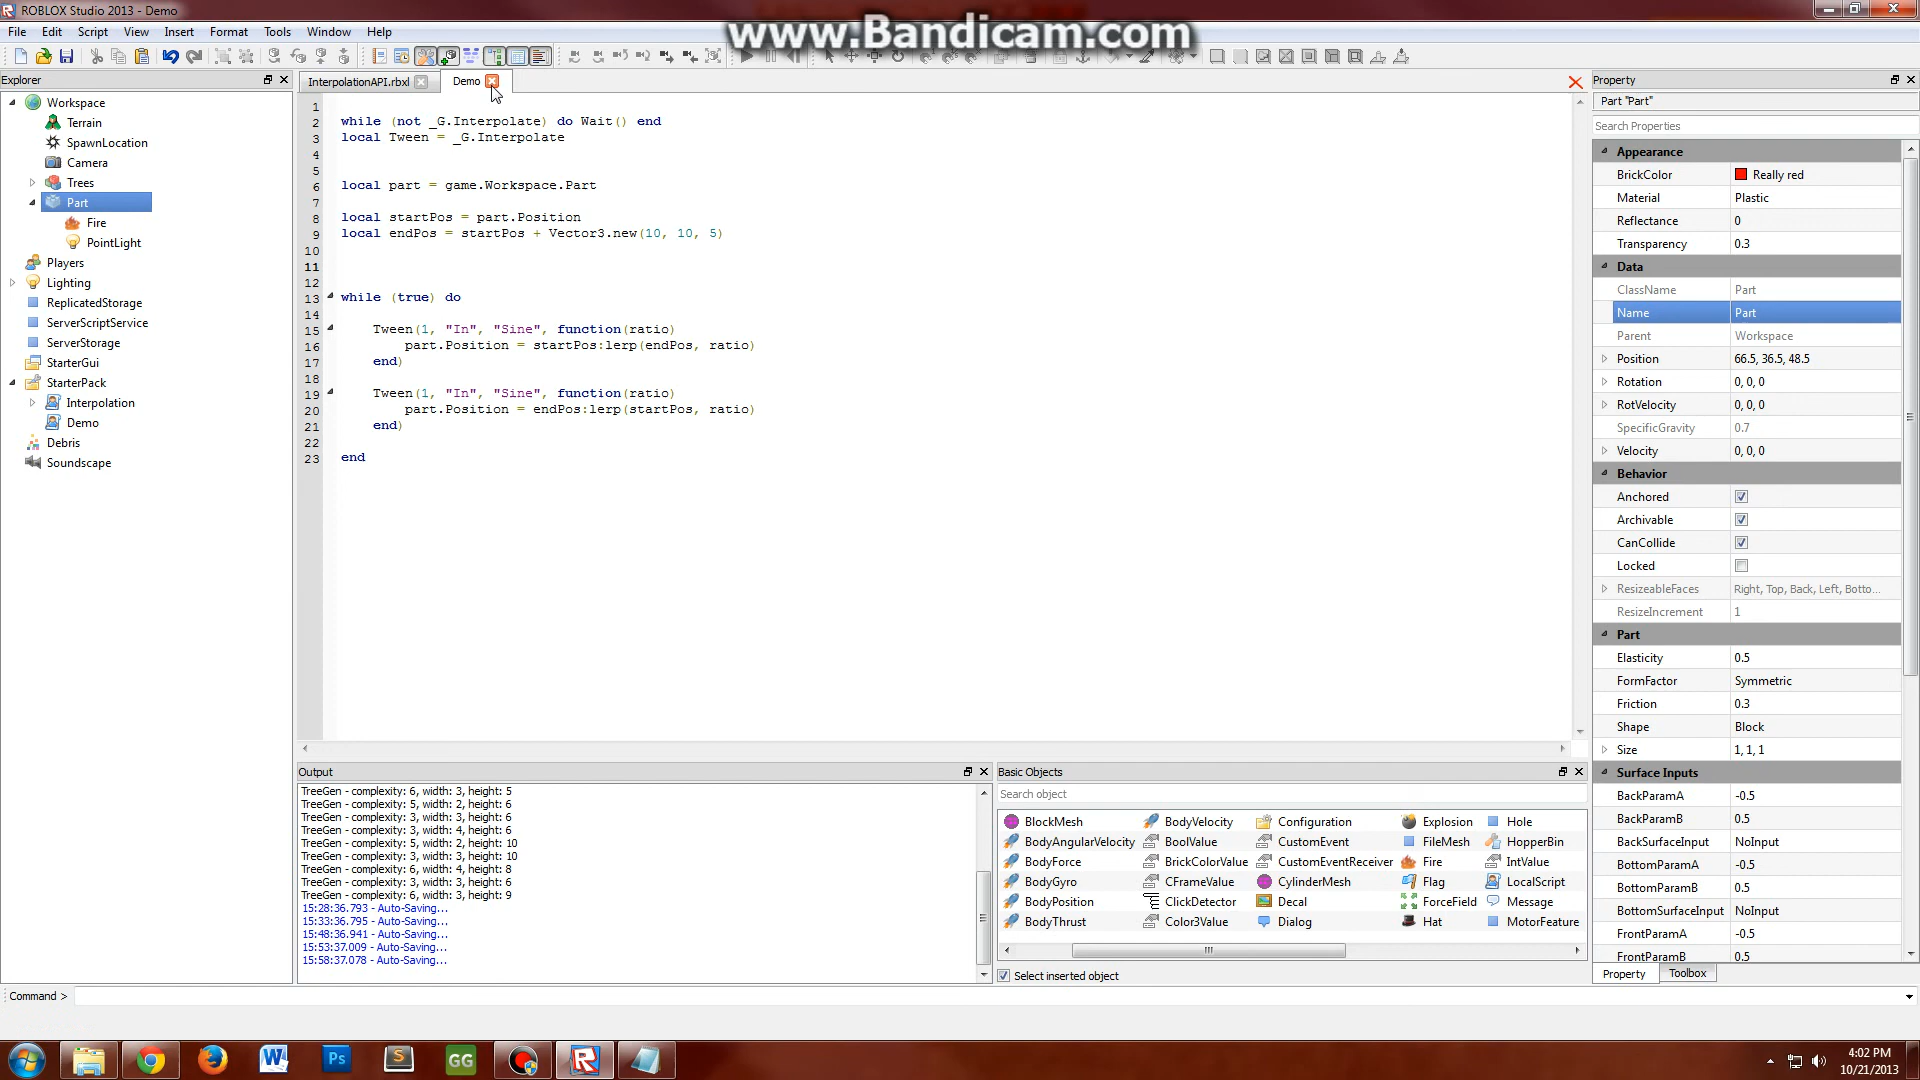 ROBLOX Studio 2013 - Demo
www.Bandicam.com
File Edit Script View Insert Format Tools Window Help
Explorer
InterpolationAPI.rbxl
Demo
Property
Part "Part"
Search Properties
Workspace
Terrain
SpawnLocation
Camera
Trees
Part
Fire
PointLight
Players
Lighting
ReplicatedStorage
ServerScriptService
ServerStorage
StarterGui
StarterPack
Interpolation
Demo
Debris
Soundscape
1
2 while (not _G.Interpolate) do Wait() end
3 local Tween = _G.Interpolate
4
5
6 local part = game.Workspace.Part
7
8 local startPos = part.Position
9 local endPos = startPos + Vector3.new(10, 10, 5)
10
11
12
13 while (true) do
14
15 Tween(1, "In", "Sine", function(ratio)
16 part.Position = startPos:lerp(endPos, ratio)
17 end)
18
19 Tween(1, "In", "Sine", function(ratio)
20 part.Position = endPos:lerp(startPos, ratio)
21 end)
22
23 end
Appearance
BrickColor Really red
Material Plastic
Reflectance 0
Transparency 0.3
Data
ClassName Part
Name Part
Parent Workspace
Position 66.5, 36.5, 48.5
Rotation 0, 0, 0
RotVelocity 0, 0, 0
SpecificGravity 0.7
Velocity 0, 0, 0
Behavior
Anchored
Archivable
CanCollide
Locked
ResizeableFaces Right, Top, Back, Left, Botto...
ResizeIncrement 1
Part
Elasticity 0.5
FormFactor Symmetric
Friction 0.3
Shape Block
Size 1, 1, 1
Surface Inputs
BackParamA -0.5
BackParamB 0.5
BackSurfaceInput NoInput
BottomParamA -0.5
BottomParamB 0.5
BottomSurfaceInput NoInput
FrontParamA -0.5
FrontParamB 0.5
Property Toolbox
Output
TreeGen - complexity: 6, width: 3, height: 5
TreeGen - complexity: 5, width: 2, height: 6
TreeGen - complexity: 3, width: 3, height: 6
TreeGen - complexity: 3, width: 4, height: 6
TreeGen - complexity: 5, width: 2, height: 10
TreeGen - complexity: 3, width: 3, height: 10
TreeGen - complexity: 6, width: 4, height: 8
TreeGen - complexity: 3, width: 3, height: 6
TreeGen - complexity: 6, width: 3, height: 9
15:28:36.793 - Auto-Saving...
15:33:36.795 - Auto-Saving...
15:48:36.941 - Auto-Saving...
15:53:37.009 - Auto-Saving...
15:58:37.078 - Auto-Saving...
Basic Objects
Search object
BlockMesh BodyVelocity Configuration Explosion Hole
BodyAngularVelocity BoolValue CustomEvent FileMesh HopperBin
BodyForce BrickColorValue CustomEventReceiver Fire IntValue
BodyGyro CFrameValue CylinderMesh Flag LocalScript
BodyPosition ClickDetector Decal ForceField Message
BodyThrust Color3Value Dialog Hat MotorFeature
Select inserted object
Command >
W
Ps
S
GG
4:02 PM
10/21/2013